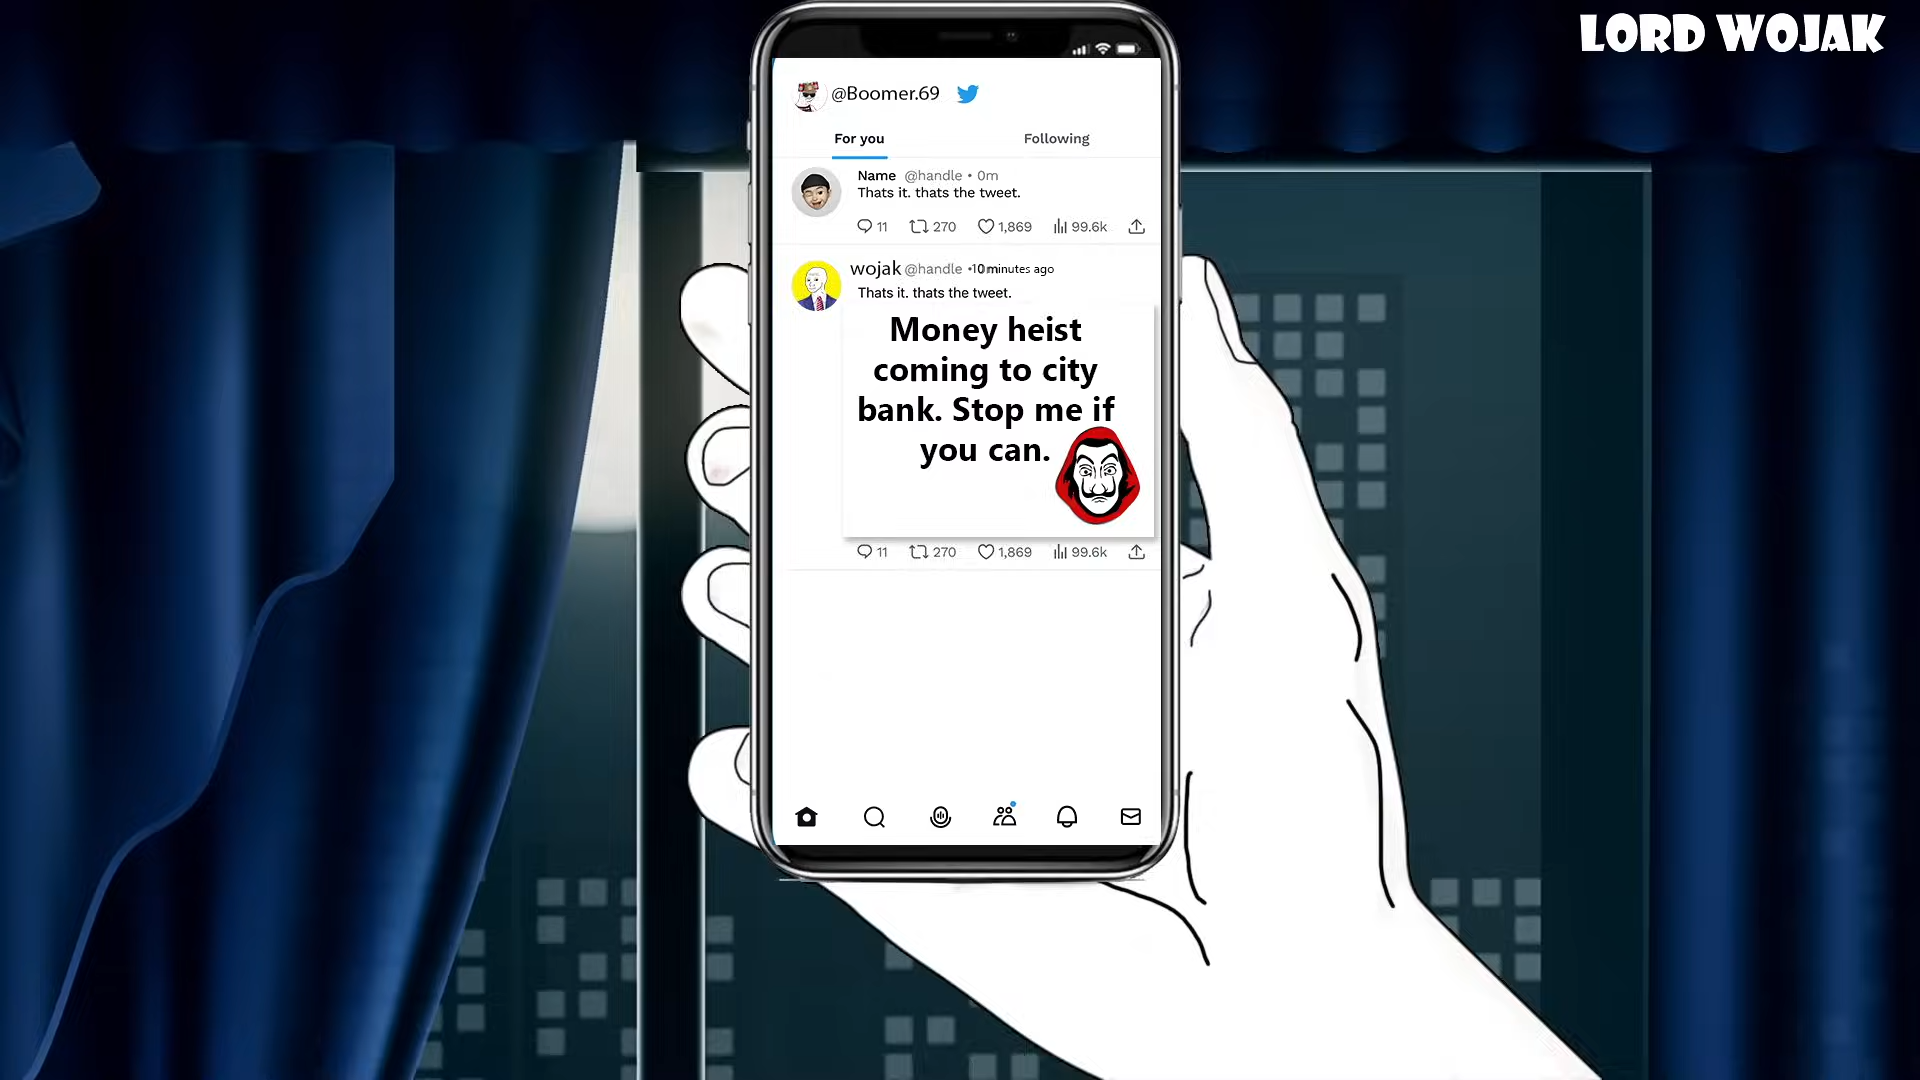 LORD WOJAK
@Boomer.69
For you Following
Name @handle • 0m
Thats it. thats the tweet.
11 270 1,869 99.6k
wojak @handle •10 minutes ago
Thats it. thats the tweet.
Money heist
coming to city
bank. Stop me if
you can.
11 270 1,869 99.6k